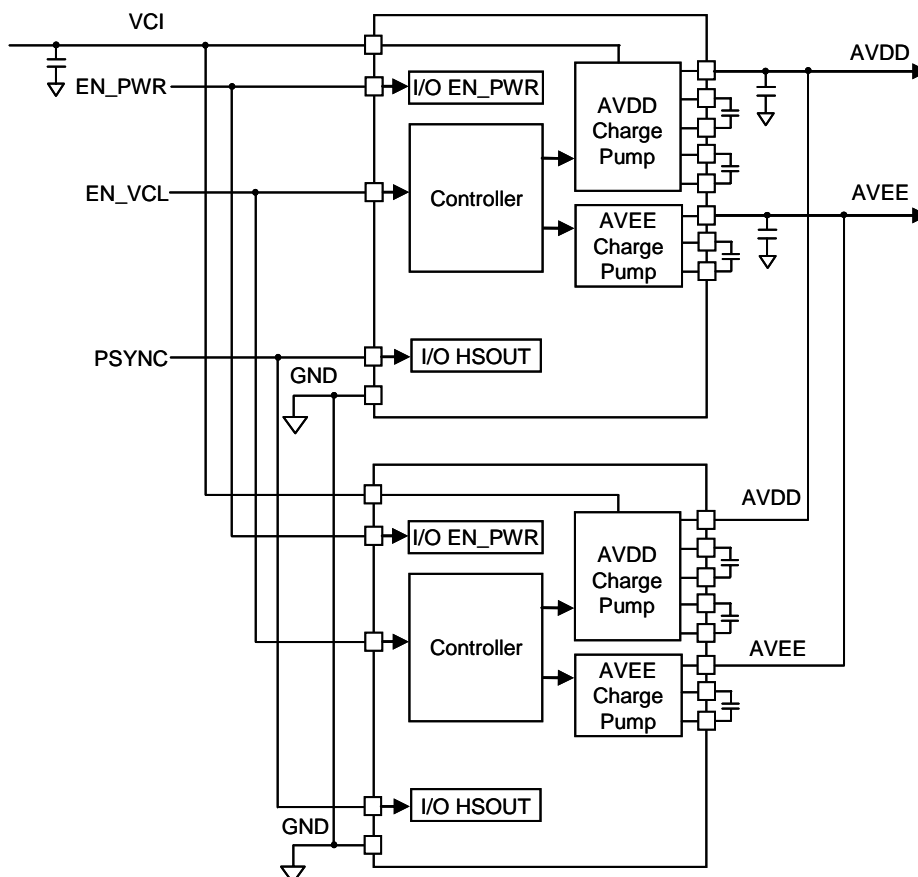 VCI
AVDD
EN_PWR
I/O EN_PWR
AVDD
Charge
Pump
EN_VCL
Controller
AVEE
AVEE
Charge
Pump
PSYNC
I/O HSOUT
GND
AVDD
I/O EN_PWR
AVDD
Charge
Pump
Controller
AVEE
AVEE
Charge
Pump
I/O HSOUT
GND